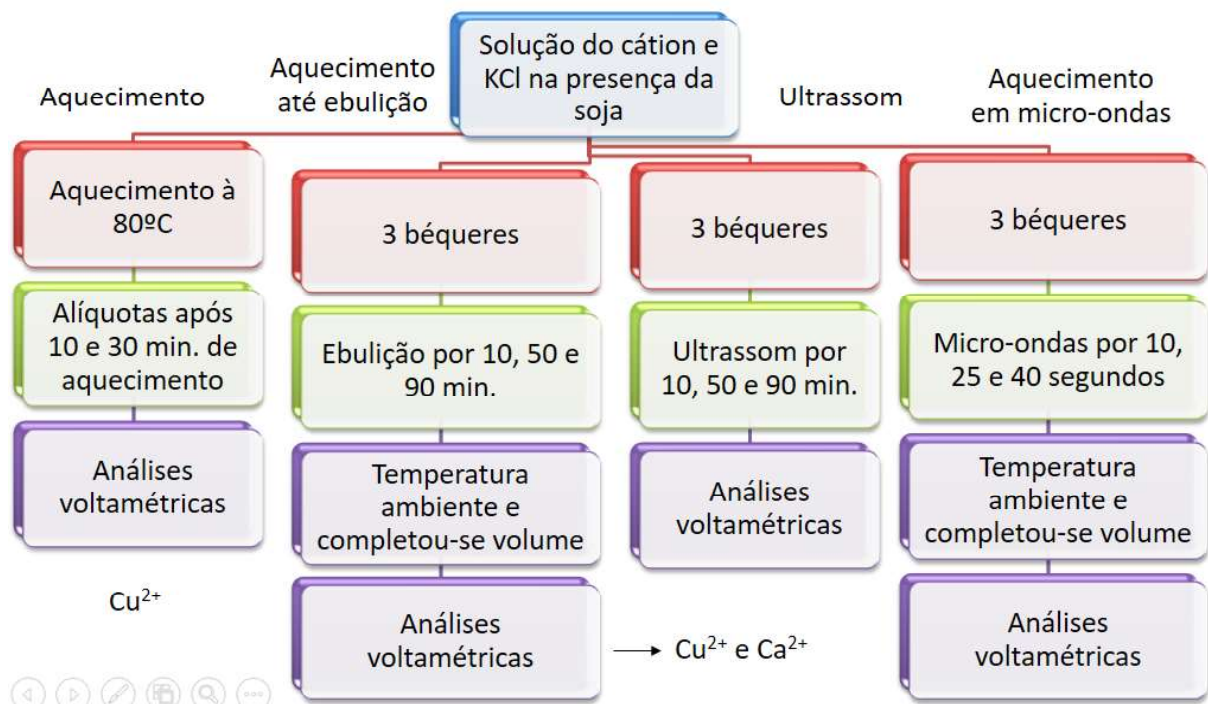 Solução do cátion e
KCl na presença da
soja
Aquecimento
Aquecimento à
80ºC
Alíquotas após
10 e 30 min. de
aquecimento
Análises
voltamétricas
Cu²⁺
Aquecimento
até ebulição
3 béqueres
Ebulição por 10, 50 e
90 min.
Temperatura
ambiente e
completou-se volume
Análises
voltamétricas
Cu²⁺ e Ca²⁺
Ultrassom
3 béqueres
Ultrassom por
10, 50 e 90 min.
Análises
voltamétricas
Aquecimento
em micro-ondas
3 béqueres
Micro-ondas por 10,
25 e 40 segundos
Temperatura
ambiente e
completou-se volume
Análises
voltamétricas